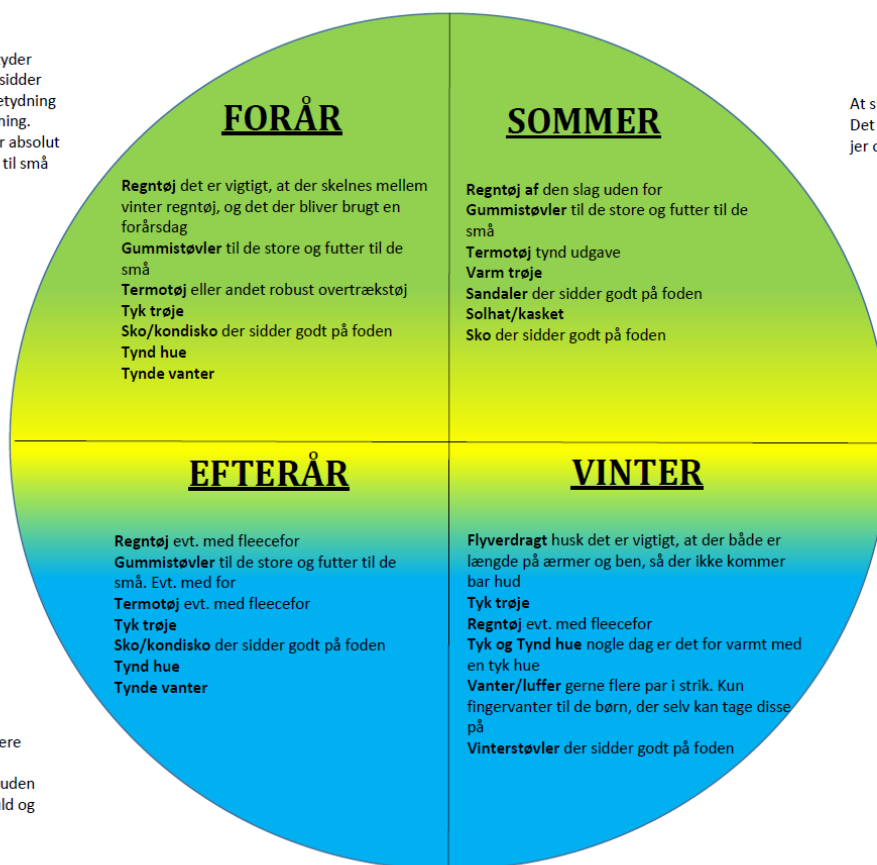 yder
sidder
etydning
ning.
r absolut
til små
FORÅR
Regntøj det er vigtigt, at der skelnes mellem
vinter regntøj, og det der bliver brugt en
forårsdag
Gummistøvler til de store og futter til de
små
Termotøj eller andet robust overtrækstøj
Tyk trøje
Sko/kondisko der sidder godt på foden
Tynd hue
Tynde vanter
SOMMER
Regntøj af den slag uden for
Gummistøvler til de store og futter til de
små
Termotøj tynd udgave
Varm trøje
Sandaler der sidder godt på foden
Solhat/kasket
Sko der sidder godt på foden
At s
Det
jer d
EFTERÅR
Regntøj evt. med fleecefor
Gummistøvler til de store og futter til de
små. Evt. med for
Termotøj evt. med fleecefor
Tyk trøje
Sko/kondisko der sidder godt på foden
Tynd hue
Tynde vanter
VINTER
Flyverdragt husk det er vigtigt, at der både er
længde på ærmer og ben, så der ikke kommer
bar hud
Tyk trøje
Regntøj evt. med fleecefor
Tyk og Tynd hue nogle dag er det for varmt med
en tyk hue
Vanter/luffer gerne flere par i strik. Kun
fingervanter til de børn, der selv kan tage disse
på
Vinterstøvler der sidder godt på foden
ere
uden
ld og